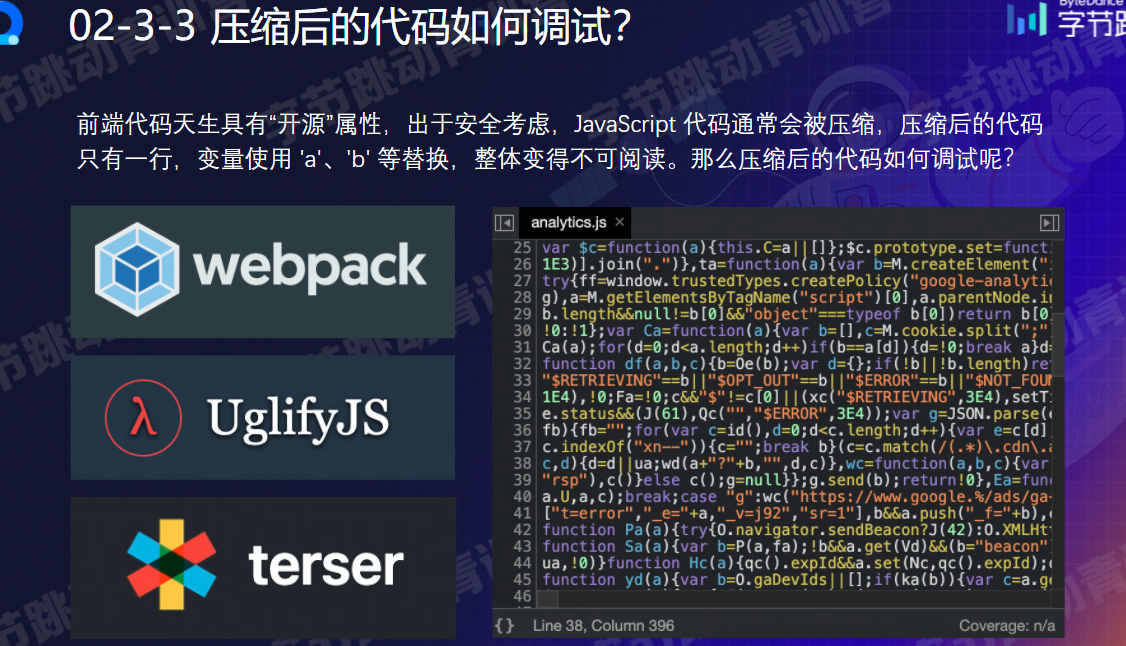 02-3-3 压缩后的代码如何调试?
ByteDance
字节跳
前端代码天生具有“开源”属性，出于安全考虑，JavaScript 代码通常会被压缩，压缩后的代码
只有一行，变量使用 'a'、'b' 等替换，整体变得不可阅读。那么压缩后的代码如何调试呢?
webpack
UglifyJS
terser
analytics.js ×
25 var $c=function(a){this.C=a||[]};$c.prototype.set=funct
26 1E3)].join(".")},ta=function(a){var b=M.createElement("
27 try{ff=window.trustedTypes.createPolicy("google-analytic
28 g),a=M.getElementsByTagName("script")[0],a.parentNode.in
29 b.length&&null!=b[0]&&"object"===typeof b[0])return b[0
30 !0:!1};var Ca=function(a){var b=[],c=M.cookie.split(";"
31 Ca(a);for(d=0;d<a.length;d++)if(b==a[d]){d=!0;break a}d=
32 function df(a,b,c){b=Oe(b);var d={};if(!b||!b.length)ret
33 "$RETRIEVING"==b||"$OPT_OUT"==b||"$ERROR"==b||"$NOT_FOUN
34 1E4),!0;Fa=!0;c&&"$"!=c[0]||(xc("$RETRIEVING",3E4),setTi
35 e.status&&(J(61),Qc("","$ERROR",3E4));var g=JSON.parse(e
36 fb){fb="";for(var c=id(),d=0;d<c.length;d++){var e=c[d]
37 c.indexOf("xn--")){c="";break b}(c=c.match(/(.*)\.cdn\.a
38 c,d){d=d||ua;wd(a+"?"+b,"",d,c)},wc=function(a,b,c){var
39 "rsp"),c()}else c();g=null}};g.send(b);return!0},Ea=func
40 a.U,a,c);break;case "g":wc("https://www.google.%/ads/ga-
41 ["t=error","_e="+a,"_v=j92","sr=1"],b&&a.push("_f="+b),c
42 function Pa(a){try{O.navigator.sendBeacon?J(42):O.XMLHtt
43 function Sa(a){var b=P(a,fa);!b&&a.get(Vd)&&(b="beacon"
44 ua,!0)}function Hc(a){qc().expId&&a.set(Nc,qc().expId);c
45 function yd(a){var b=O.gaDevIds||[];if(ka(b)){var c=a.ge
46
{} Line 38, Column 396 Coverage: n/a
字节跳动青训营